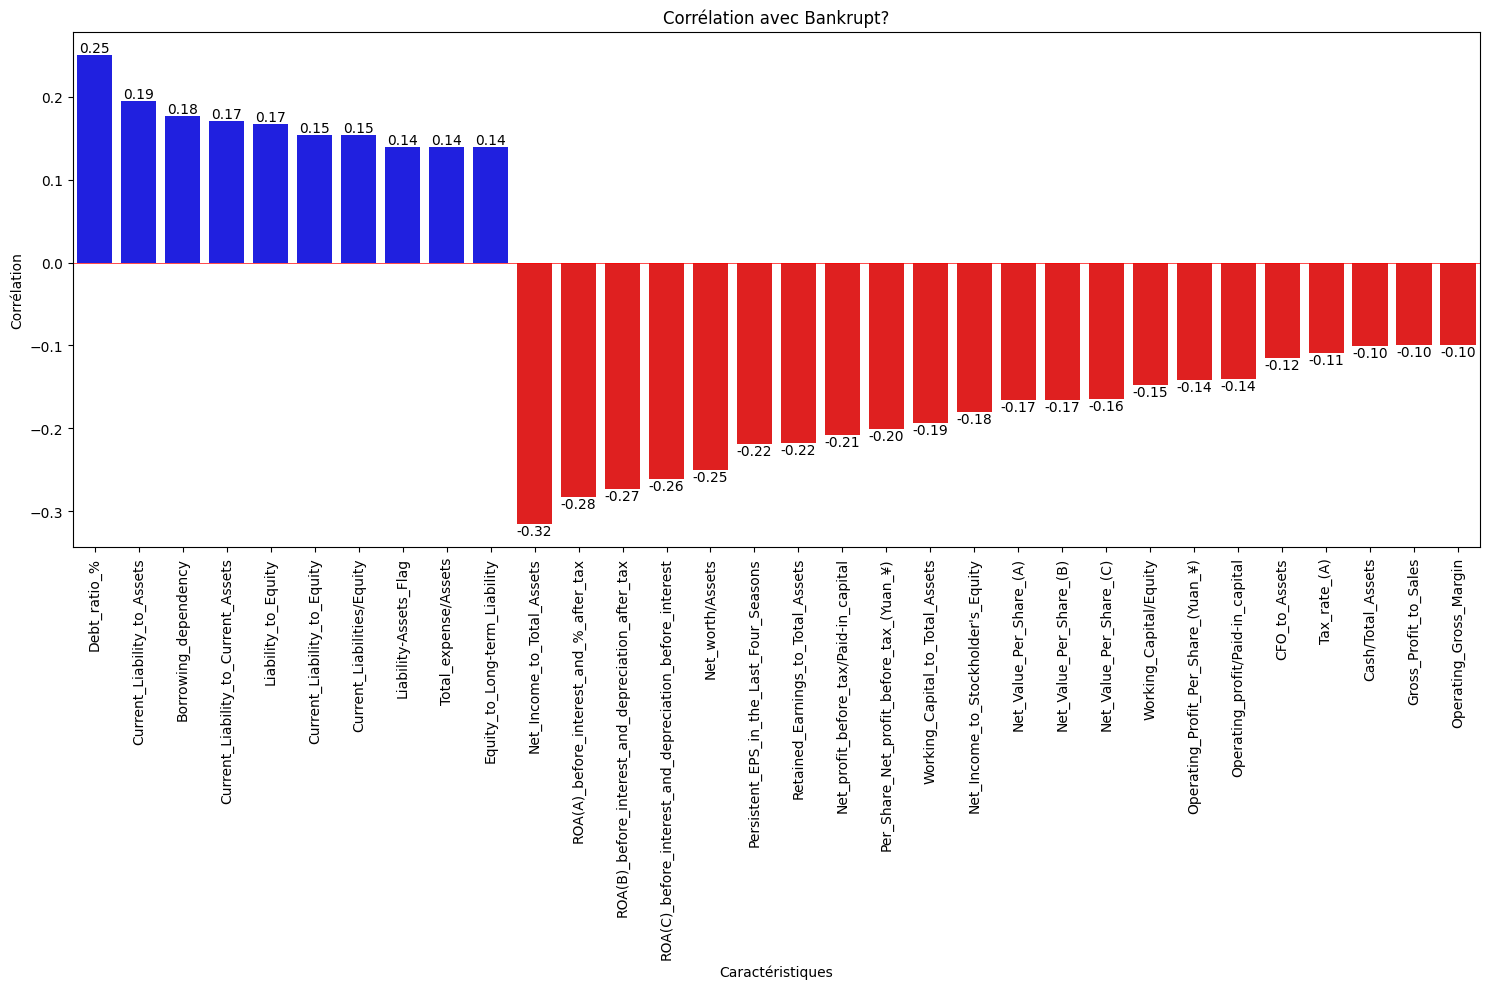 Corrélation avec Bankrupt?
Corrélation
0.2
0.1
0.0
−0.1
−0.2
−0.3
0.25
0.19
0.18
0.17
0.17
0.15
0.15
0.14
0.14
0.14
-0.32
-0.28
-0.27
-0.26
-0.25
-0.22
-0.22
-0.21
-0.20
-0.19
-0.18
-0.17
-0.17
-0.16
-0.15
-0.14
-0.14
-0.12
-0.11
-0.10
-0.10
-0.10
Debt_ratio_%
Current_Liability_to_Assets
Borrowing_dependency
Current_Liability_to_Current_Assets
Liability_to_Equity
Current_Liability_to_Equity
Current_Liabilities/Equity
Liability-Assets_Flag
Total_expense/Assets
Equity_to_Long-term_Liability
Net_Income_to_Total_Assets
ROA(A)_before_interest_and_%_after_tax
ROA(B)_before_interest_and_depreciation_after_tax
ROA(C)_before_interest_and_depreciation_before_interest
Net_worth/Assets
Persistent_EPS_in_the_Last_Four_Seasons
Retained_Earnings_to_Total_Assets
Net_profit_before_tax/Paid-in_capital
Per_Share_Net_profit_before_tax_(Yuan_¥)
Working_Capital_to_Total_Assets
Net_Income_to_Stockholder's_Equity
Net_Value_Per_Share_(A)
Net_Value_Per_Share_(B)
Net_Value_Per_Share_(C)
Working_Capital/Equity
Operating_Profit_Per_Share_(Yuan_¥)
Operating_profit/Paid-in_capital
CFO_to_Assets
Tax_rate_(A)
Cash/Total_Assets
Gross_Profit_to_Sales
Operating_Gross_Margin
Caractéristiques